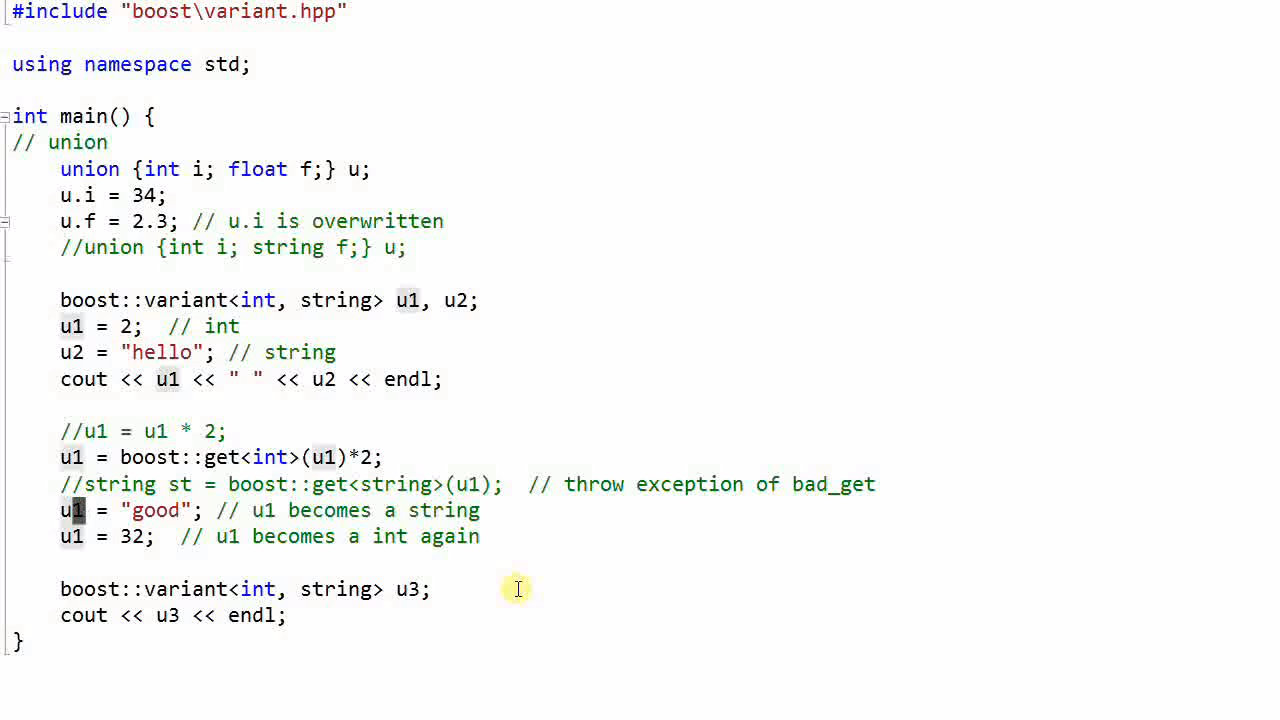 #include "boost\variant.hpp"
using namespace std;
int main() {
// union
union {int i; float f;} u;
u.i = 34;
u.f = 2.3; // u.i is overwritten
//union {int i; string f;} u;
boost::variant<int, string> u1, u2;
u1 = 2;  // int
u2 = "hello"; // string
cout << u1 << " " << u2 << endl;
//u1 = u1 * 2;
u1 = boost::get<int>(u1)*2;
//string st = boost::get<string>(u1);  // throw exception of bad_get
u1 = "good"; // u1 becomes a string
u1 = 32;  // u1 becomes a int again
boost::variant<int, string> u3;
cout << u3 << endl;
}